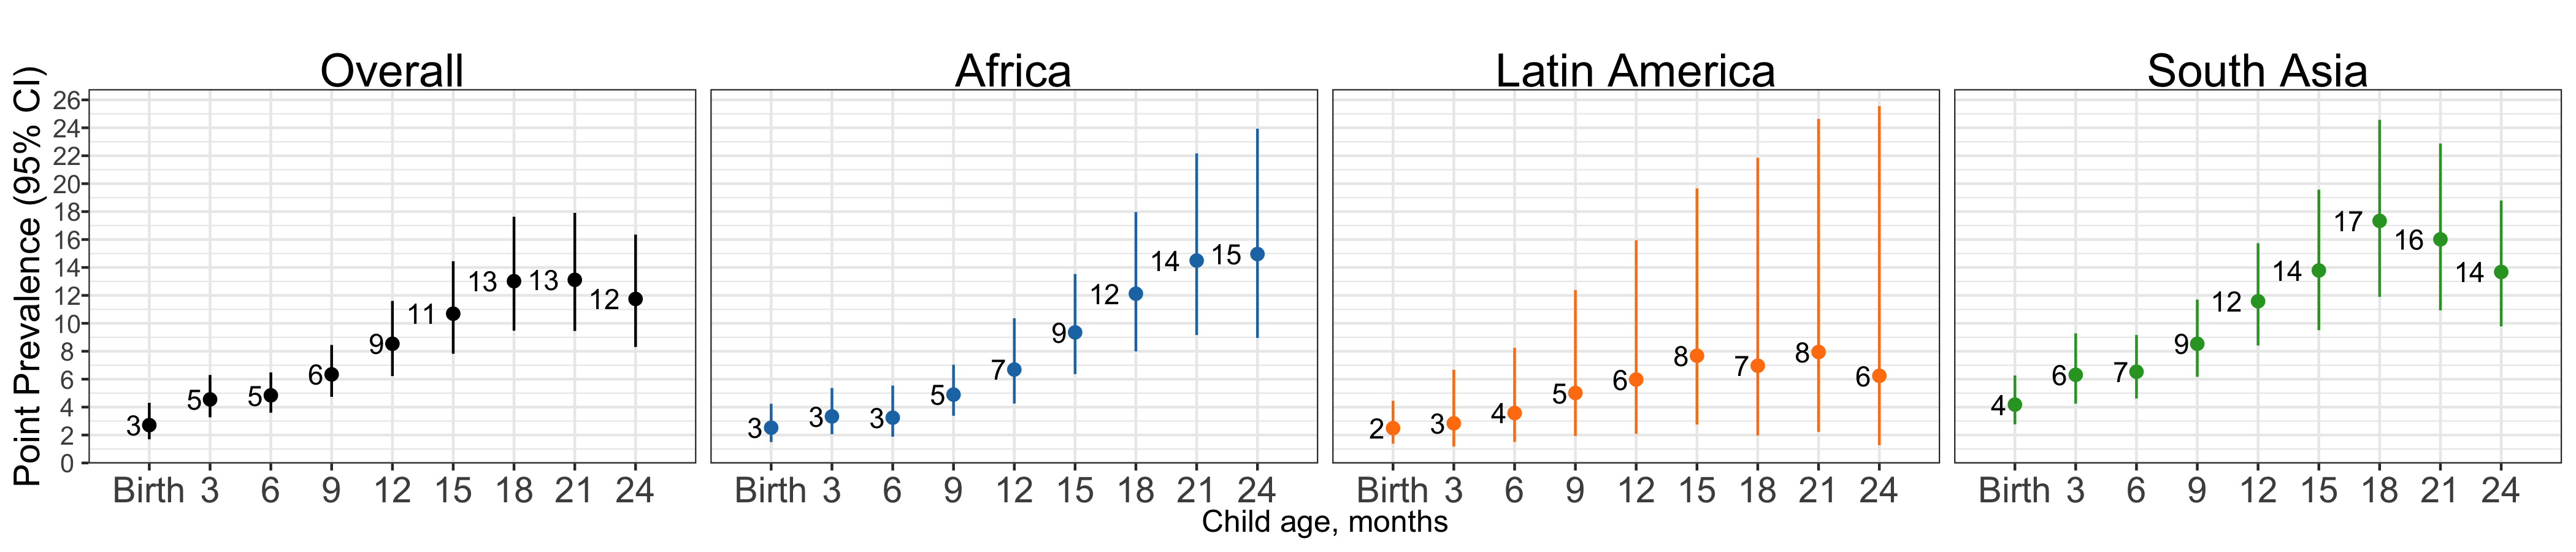 Overall Africa Latin America South Asia
Point Prevalence (95% CI)
26
24
22
20
18
16
14
12
10
8
6
4
2
0
3 5 5 6 9 11 13 13 12
3 3 3 5 7 9 12 14 15
2 3 4 5 6 8 7 8 6
4 6 7 9 12 14 17 16 14
Birth 3 6 9 12 15 18 21 24 Birth 3 6 9 12 15 18 21 24 Birth 3 6 9 12 15 18 21 24 Birth 3 6 9 12 15 18 21 24
Child age, months